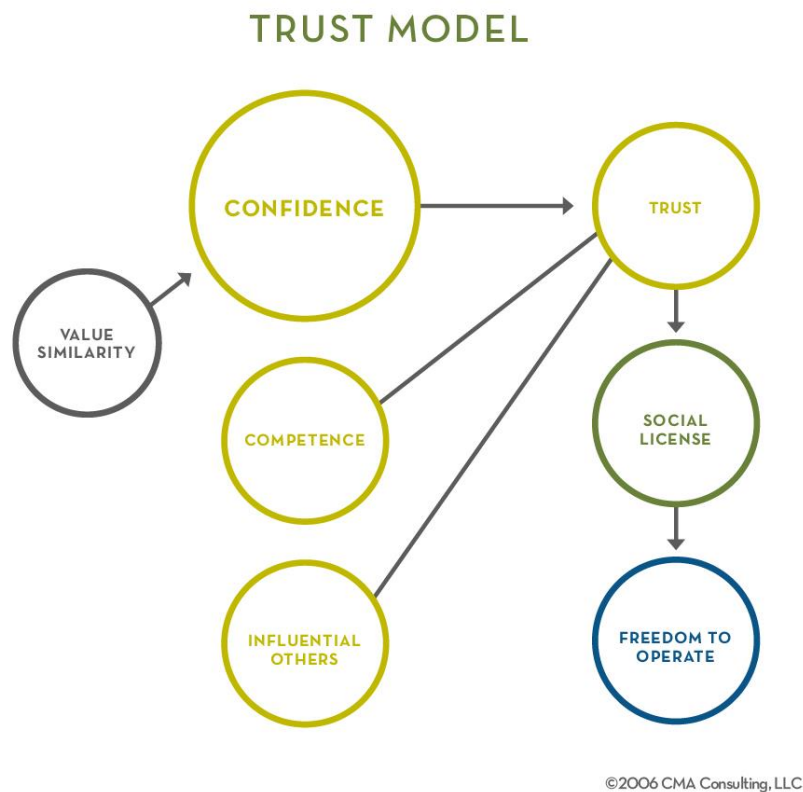 TRUST MODEL
CONFIDENCE
TRUST
VALUE
SIMILARITY
COMPETENCE
SOCIAL
LICENSE
INFLUENTIAL
OTHERS
FREEDOM TO
OPERATE
©2006 CMA Consulting, LLC